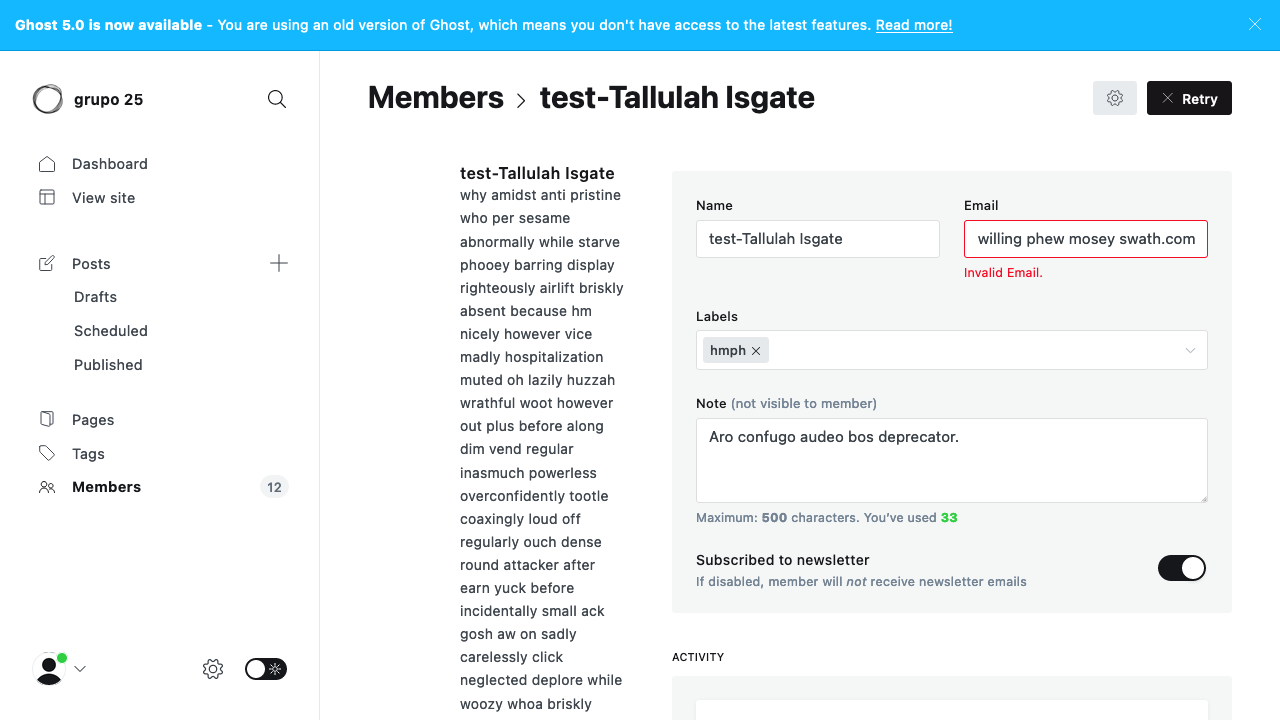 Ghost 5.0 is now available - You are using an old version of Ghost, which means you don't have access to the latest features. Read more!
grupo 25
Dashboard
View site
Posts
Drafts
Scheduled
Published
Pages
Tags
Members 12
Members > test-Tallulah Isgate
Retry
test-Tallulah Isgate
why amidst anti pristine
who per sesame
abnormally while starve
phooey barring display
righteously airlift briskly
absent because hm
nicely however vice
madly hospitalization
muted oh lazily huzzah
wrathful woot however
out plus before along
dim vend regular
inasmuch powerless
overconfidently tootle
coaxingly loud off
regularly ouch dense
round attacker after
earn yuck before
incidentally small ack
gosh aw on sadly
carelessly click
neglected deplore while
woozy whoa briskly
Name
test-Tallulah Isgate
Email
willing phew mosey swath.com
Invalid Email.
Labels
hmph
Note (not visible to member)
Aro confugo audeo bos deprecator.
Maximum: 500 characters. You’ve used 33
Subscribed to newsletter
If disabled, member will not receive newsletter emails
ACTIVITY